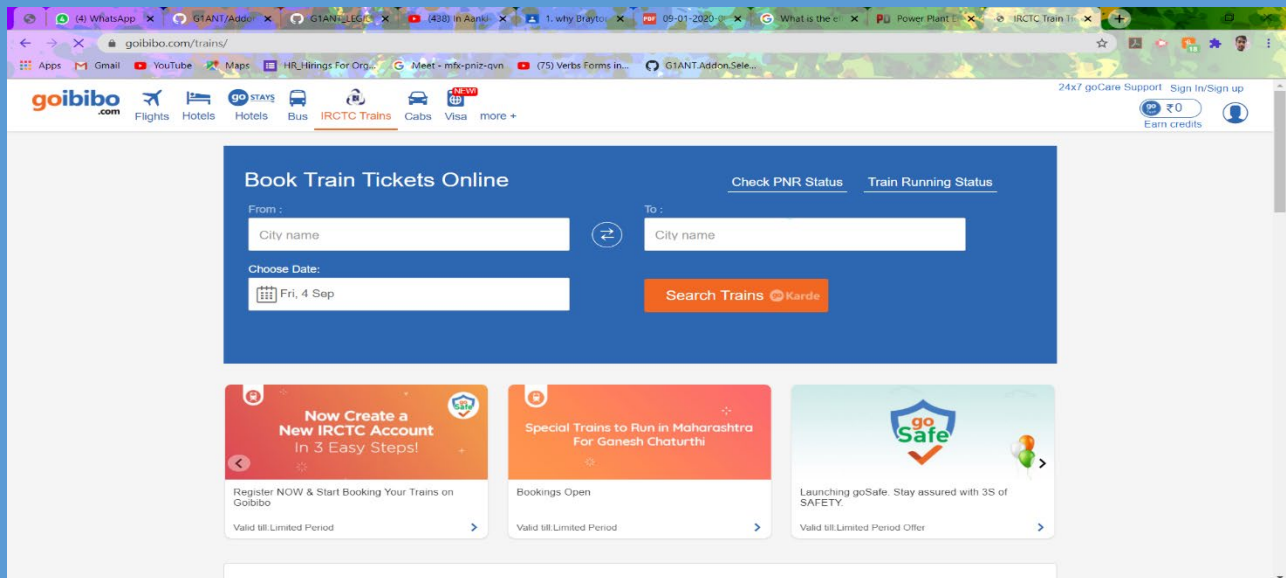 (4) WhatsApp
G1ANT/Addo
G1ANT_LEG
(438) In Aankh
1. why Brayto
09-01-2020-
What is the e
Power Plant E
IRCTC Train Ti
goibibo.com/trains/
Apps Gmail YouTube Maps HR_Hirings For Org... Meet - mfx-pniz-qvn (75) Verbs Forms in... G1ANT.Addon.Sele...
24x7 goCare Support Sign In/Sign up
goibibo.com
Flights Hotels
go STAYS
Hotels Bus IRCTC Trains Cabs
NEW!
Visa more +
₹0
Earn credits
Book Train Tickets Online
Check PNR Status Train Running Status
From :
City name
To :
City name
Choose Date:
Fri, 4 Sep
Search Trains go Karde
Now Create a
New IRCTC Account
In 3 Easy Steps!
go Safe
Register NOW & Start Booking Your Trains on
Goibibo
Valid till:Limited Period
Special Trains to Run in Maharashtra
For Ganesh Chaturthi
Bookings Open
Valid till:Limited Period
go
Safe
Launching goSafe. Stay assured with 3S of
SAFETY.
Valid till:Limited Period Offer